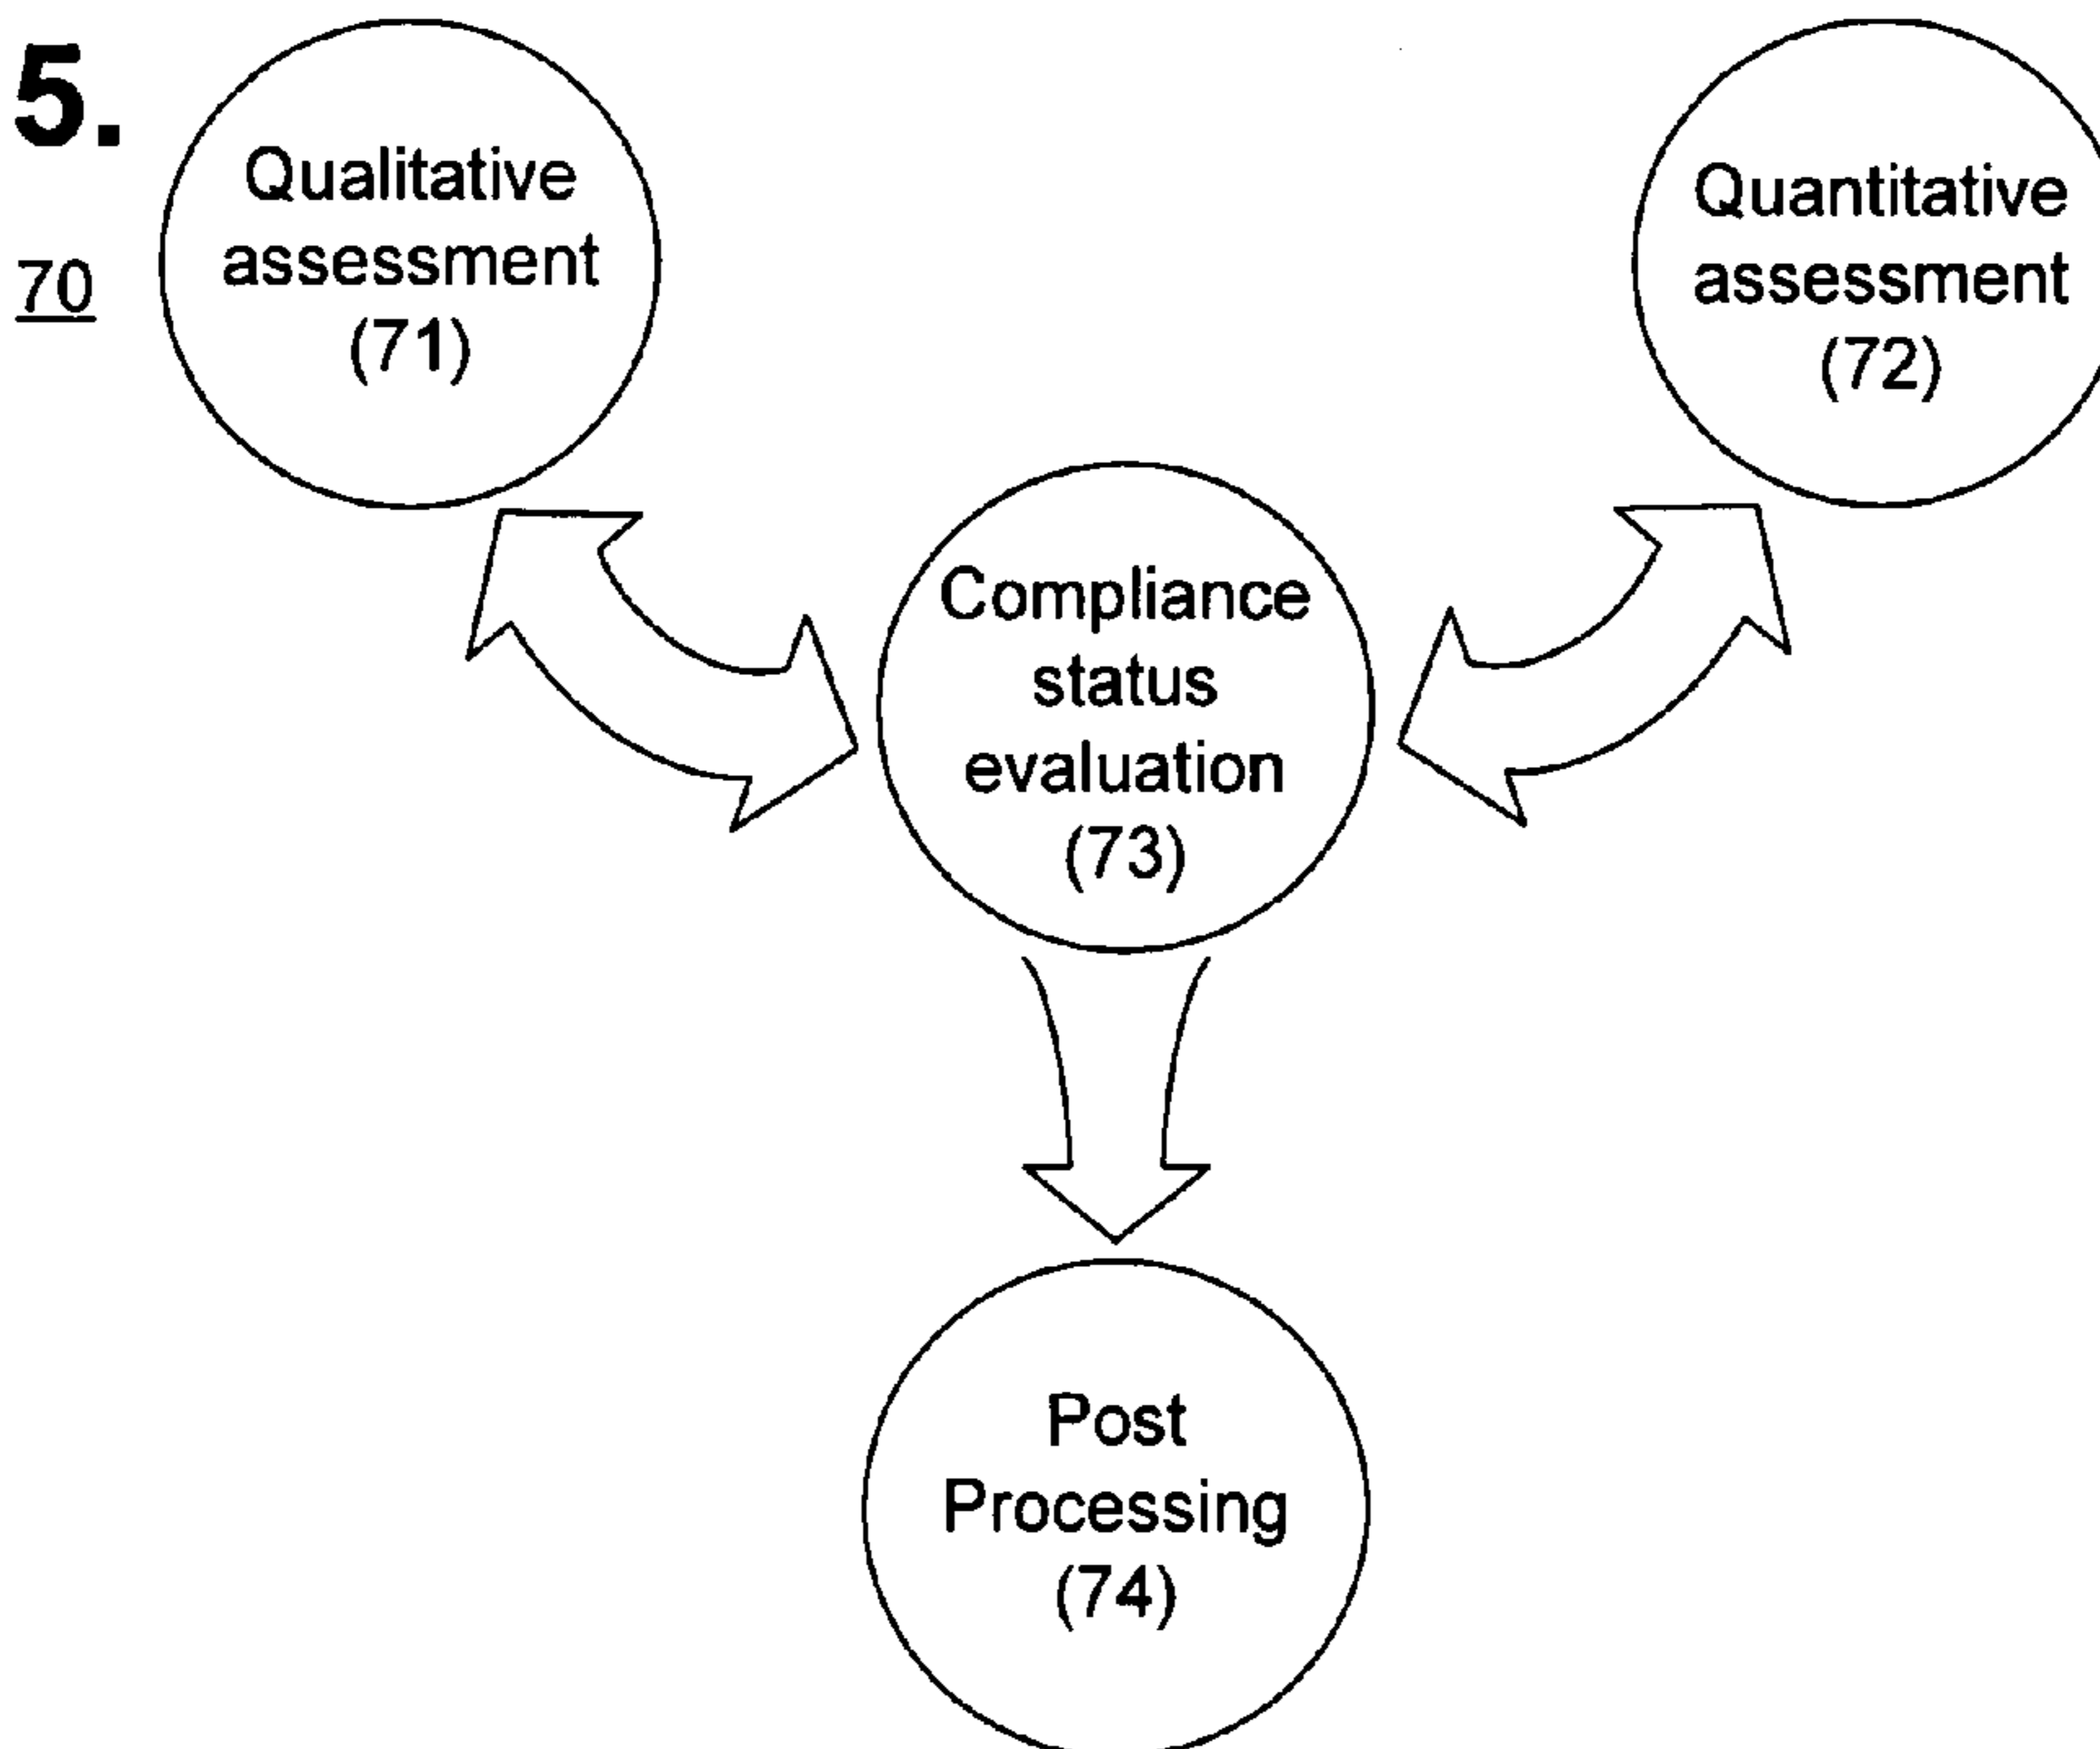 5.
70
Qualitative
assessment
(71)
Quantitative
assessment
(72)
Compliance
status
evaluation
(73)
Post
Processing
(74)